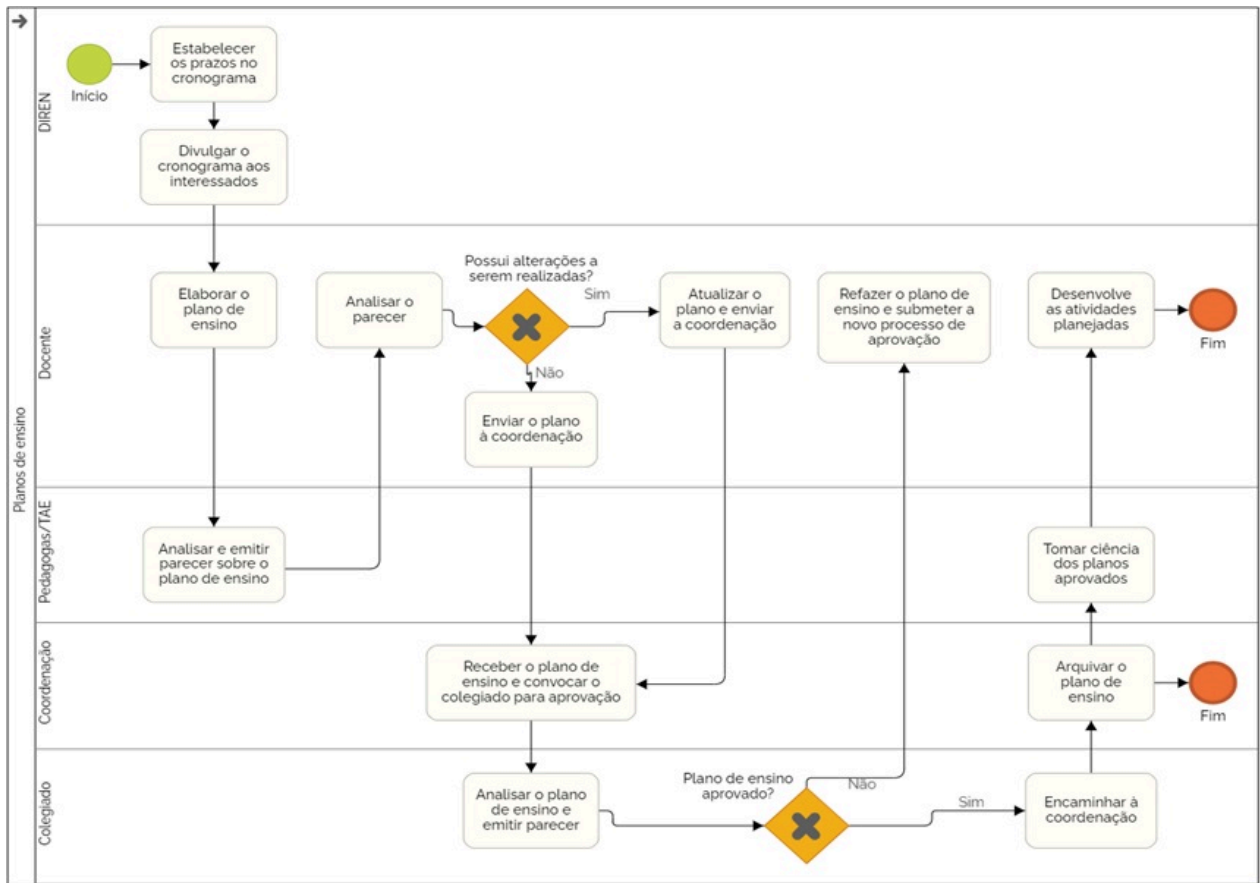 Planos de ensino
DIREN
Início
Estabelecer
os prazos no
cronograma
Divulgar o
cronograma aos
interessados
Docente
Elaborar o
plano de
ensino
Analisar o
parecer
Possui alterações a
serem realizadas?
Sim
Não
Atualizar o
plano e enviar
a coordenação
Enviar o plano
à coordenação
Refazer o plano de
ensino e submeter a
novo processo de
aprovação
Desenvolve
as atividades
planejadas
Fim
Pedagogas/TAE
Analisar e emitir
parecer sobre o
plano de ensino
Tomar ciência
dos planos
aprovados
Coordenação
Receber o plano de
ensino e convocar o
colegiado para aprovação
Arquivar o
plano de
ensino
Fim
Colegiado
Analisar o plano
de ensino e
emitir parecer
Plano de ensino
aprovado?
Não
Sim
Encaminhar à
coordenação